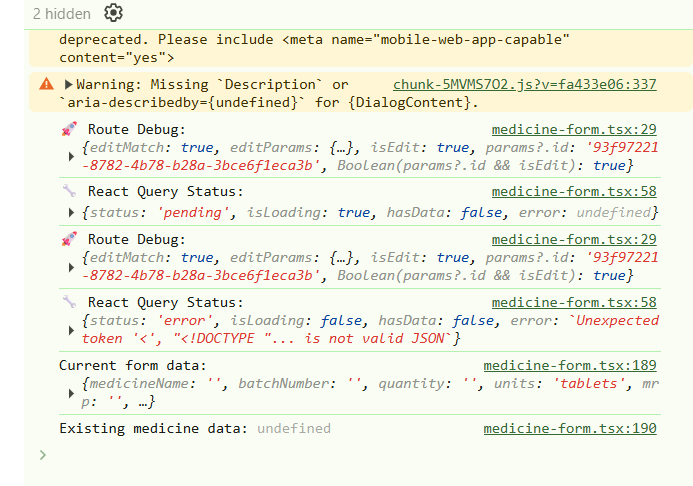 2 hidden
deprecated. Please include <meta name="mobile-web-app-capable"
content="yes">
Warning: Missing `Description` or chunk-5MVMS7O2.js?v=fa433e06:337
`aria-describedby={undefined}` for {DialogContent}.
🚀 Route Debug: medicine-form.tsx:29
{editMatch: true, editParams: {…}, isEdit: true, params?.id: '93f97221
-8782-4b78-b28a-3bce6f1eca3b', Boolean(params?.id && isEdit): true}
🔧 React Query Status: medicine-form.tsx:58
{status: 'pending', isLoading: true, hasData: false, error: undefined}
🚀 Route Debug: medicine-form.tsx:29
{editMatch: true, editParams: {…}, isEdit: true, params?.id: '93f97221
-8782-4b78-b28a-3bce6f1eca3b', Boolean(params?.id && isEdit): true}
🔧 React Query Status: medicine-form.tsx:58
{status: 'error', isLoading: false, hasData: false, error: `Unexpected
token '<', "<!DOCTYPE "... is not valid JSON`}
Current form data: medicine-form.tsx:189
{medicineName: '', batchNumber: '', quantity: '', units: 'tablets', mr
p: '', …}
Existing medicine data: undefined medicine-form.tsx:190